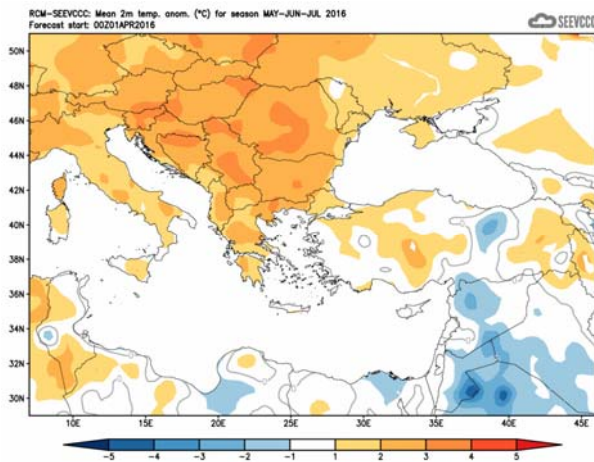 RCM-SEEVCCC: Mean 2m temp. anom. (°C) for season MAY-JUN-JUL 2016
Forecast start: 00Z01APR2016
SEEVCCC
50N
48N
46N
44N
42N
40N
38N
36N
34N
32N
30N
10E 15E 20E 25E 30E 35E 40E 45E
-5 -4 -3 -2 -1 1 2 3 4 5